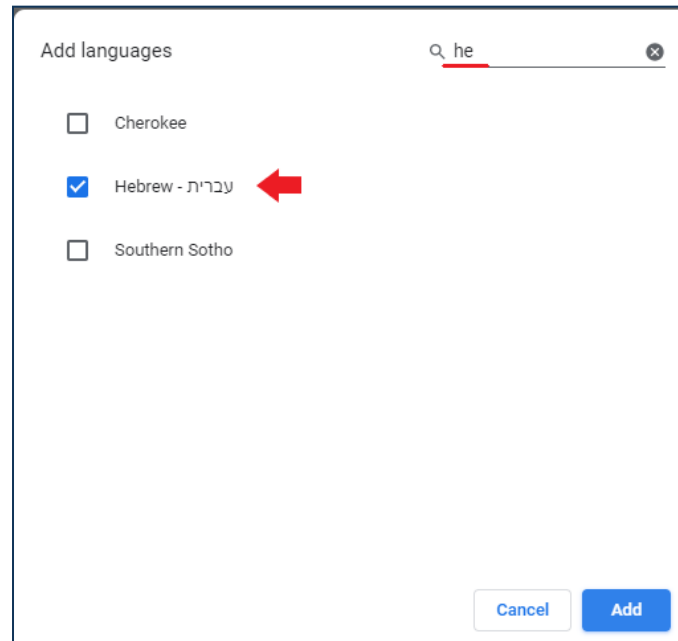 Add languages
he
Cherokee
Hebrew - עברית
Southern Sotho
Cancel
Add